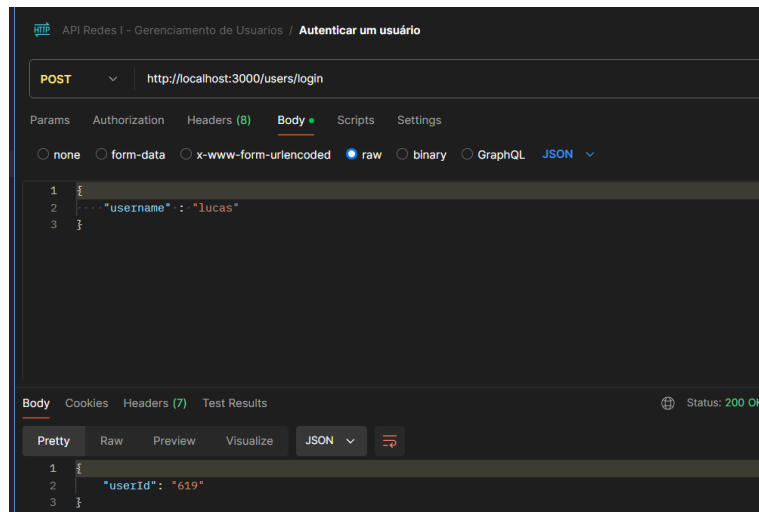 HTTP API Redes I - Gerenciamento de Usuarios / Autenticar um usuário
POST http://localhost:3000/users/login
Params Authorization Headers (8) Body Scripts Settings
none form-data x-www-form-urlencoded raw binary GraphQL JSON
1 {
2 "username" : "lucas"
3 }
Body Cookies Headers (7) Test Results Status: 200 OK
Pretty Raw Preview Visualize JSON
1 {
2 "userId": "619"
3 }